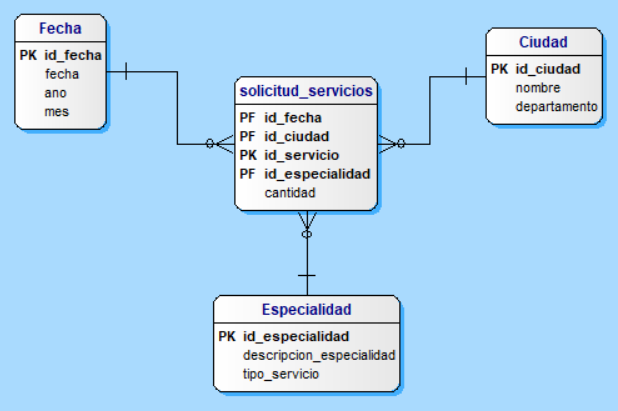 Fecha
PK id_fecha
fecha
ano
mes
Ciudad
PK id_ciudad
nombre
departamento
solicitud_servicios
PF id_fecha
PF id_ciudad
PK id_servicio
PF id_especialidad
cantidad
Especialidad
PK id_especialidad
descripcion_especialidad
tipo_servicio